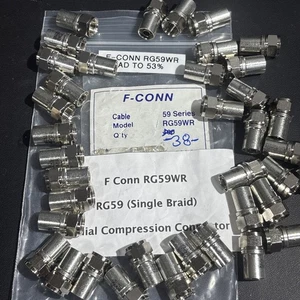 F-CONN RG59WR
AD TO 53%
F-CONN
Cable 59 Series
Model RG59WR
Q'ty
38-
F Conn RG59WR
RG59 (Single Braid)
dial Compression Connector